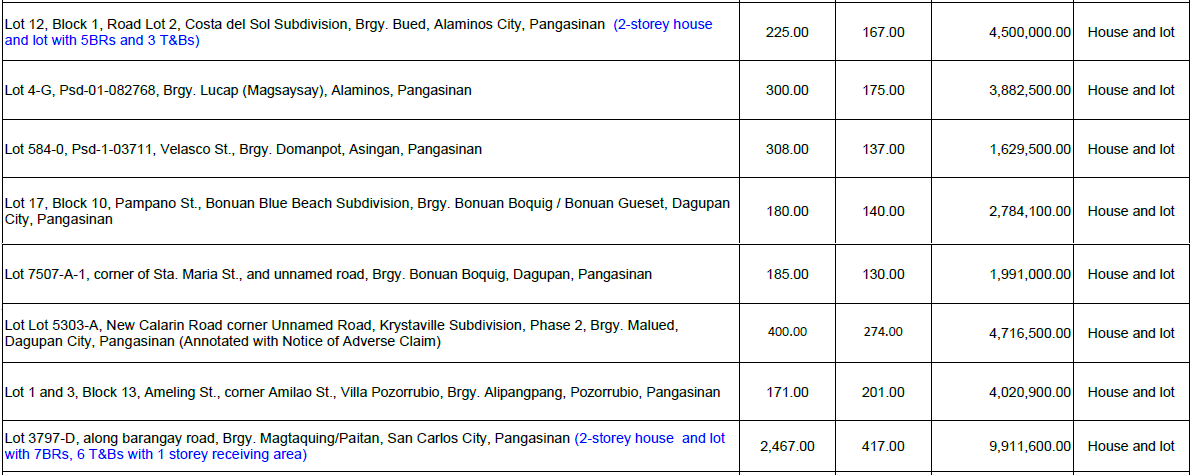 Lot 12, Block 1, Road Lot 2, Costa del Sol Subdivision, Brgy. Bued, Alaminos City, Pangasinan (2-storey house
and lot with 5BRs and 3 T&Bs)
225.00 167.00 4,500,000.00 House and lot
Lot 4-G, Psd-01-082768, Brgy. Lucap (Magsaysay), Alaminos, Pangasinan 300.00 175.00 3,882,500.00 House and lot
Lot 584-0, Psd-1-03711, Velasco St., Brgy. Domanpot, Asingan, Pangasinan 308.00 137.00 1,629,500.00 House and lot
Lot 17, Block 10, Pampano St., Bonuan Blue Beach Subdivision, Brgy. Bonuan Boquig / Bonuan Gueset, Dagupan
City, Pangasinan
180.00 140.00 2,784,100.00 House and lot
Lot 7507-A-1, corner of Sta. Maria St., and unnamed road, Brgy. Bonuan Boquig, Dagupan, Pangasinan 185.00 130.00 1,991,000.00 House and lot
Lot Lot 5303-A, New Calarin Road corner Unnamed Road, Krystaville Subdivision, Phase 2, Brgy. Malued,
Dagupan City, Pangasinan (Annotated with Notice of Adverse Claim)
400.00 274.00 4,716,500.00 House and lot
Lot 1 and 3, Block 13, Ameling St., corner Amilao St., Villa Pozorrubio, Brgy. Alipangpang, Pozorrubio, Pangasinan 171.00 201.00 4,020,900.00 House and lot
Lot 3797-D, along barangay road, Brgy. Magtaquing/Paitan, San Carlos City, Pangasinan (2-storey house and lot
with 7BRs, 6 T&Bs with 1 storey receiving area)
2,467.00 417.00 9,911,600.00 House and lot